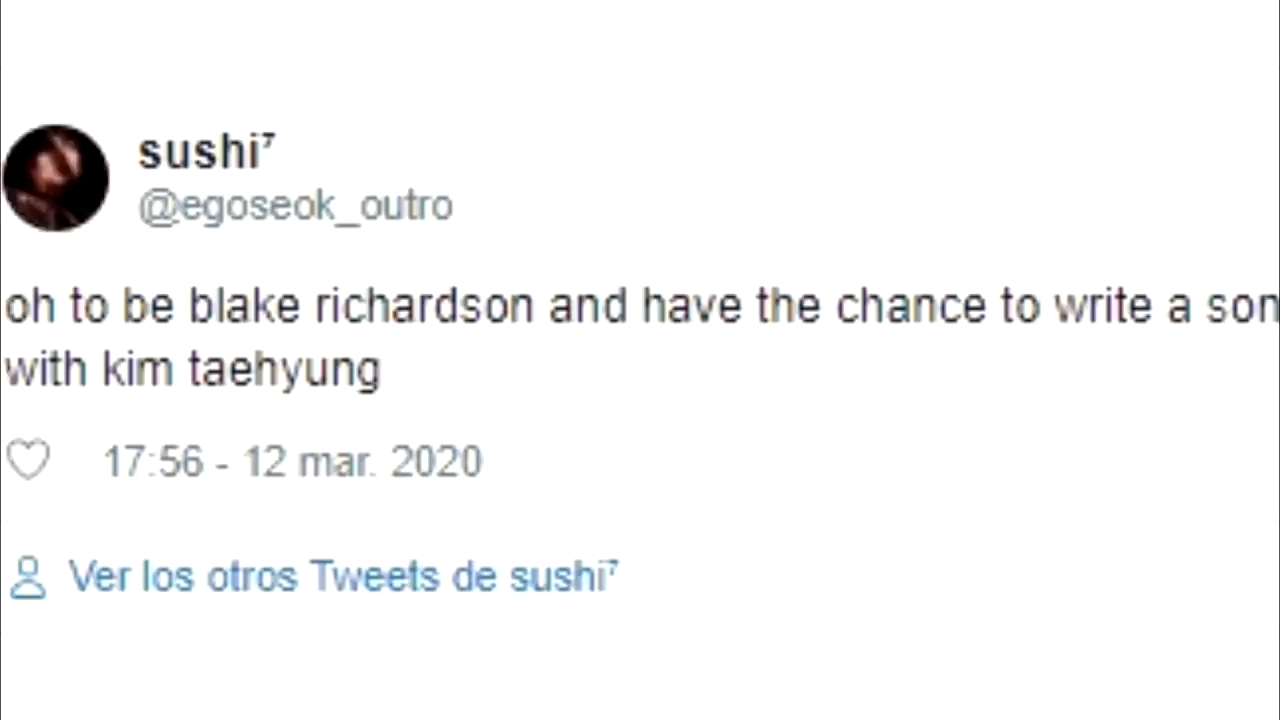 sushi⁷
@egoseok_outro
oh to be blake richardson and have the chance to write a son
with kim taehyung
17:56 - 12 mar. 2020
Ver los otros Tweets de sushi⁷